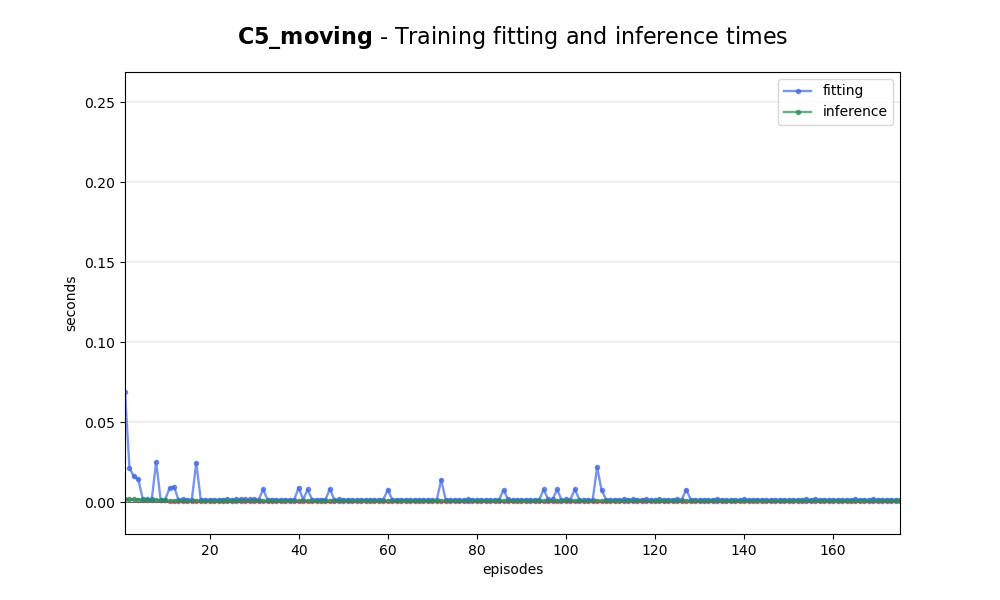 C5_moving - Training fitting and inference times
fitting
inference
0.25
0.20
0.15
0.10
0.05
0.00
seconds
20 40 60 80 100 120 140 160
episodes